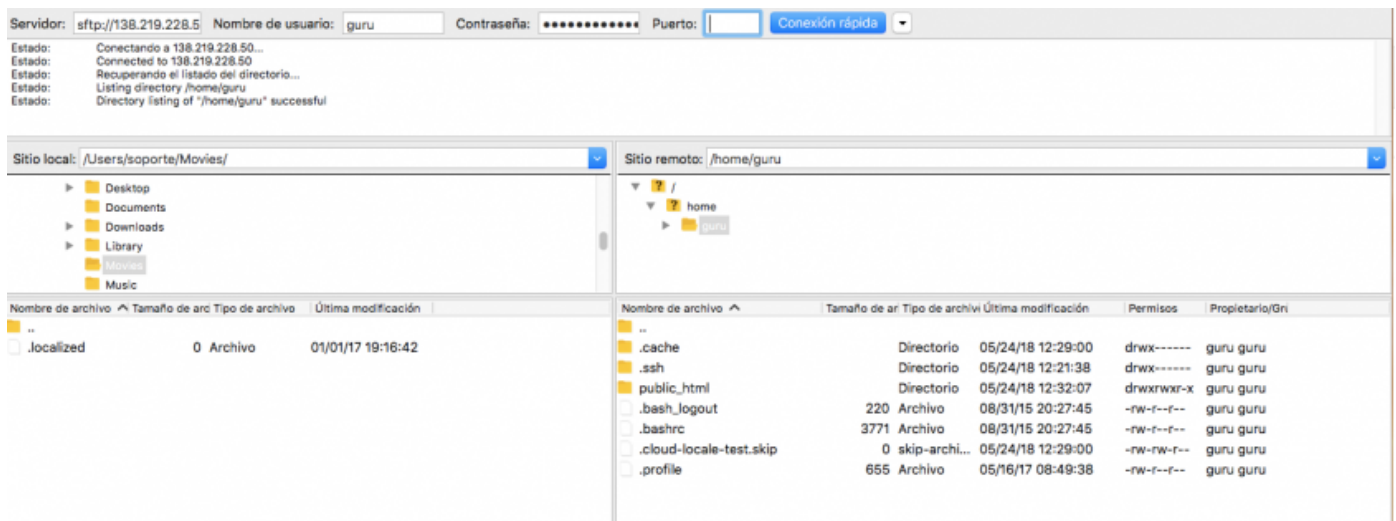 Servidor: sftp://138.219.228.5 Nombre de usuario: guru Contraseña: ●●●●●●●●●●●●● Puerto: Conexión rápida
Estado: Conectando a 138.219.228.50...
Estado: Connected to 138.219.228.50
Estado: Recuperando el listado del directorio...
Estado: Listing directory /home/guru
Estado: Directory listing of "/home/guru" successful
Sitio local: /Users/soporte/Movies/
Desktop
Documents
Downloads
Library
Movies
Music
Sitio remoto: /home/guru
/
home
guru
Nombre de archivo Tamaño de arc Tipo de archivo Última modificación
..
.localized 0 Archivo 01/01/17 19:16:42
Nombre de archivo Tamaño de ar Tipo de archivo Última modificación Permisos Propietario/Gru
..
.cache Directorio 05/24/18 12:29:00 drwx------ guru guru
.ssh Directorio 05/24/18 12:21:38 drwx------ guru guru
public_html Directorio 05/24/18 12:32:07 drwxrwxr-x guru guru
.bash_logout 220 Archivo 08/31/15 20:27:45 -rw-r--r-- guru guru
.bashrc 3771 Archivo 08/31/15 20:27:45 -rw-r--r-- guru guru
.cloud-locale-test.skip 0 skip-archi... 05/24/18 12:29:00 -rw-rw-r-- guru guru
.profile 655 Archivo 05/16/17 08:49:38 -rw-r--r-- guru guru